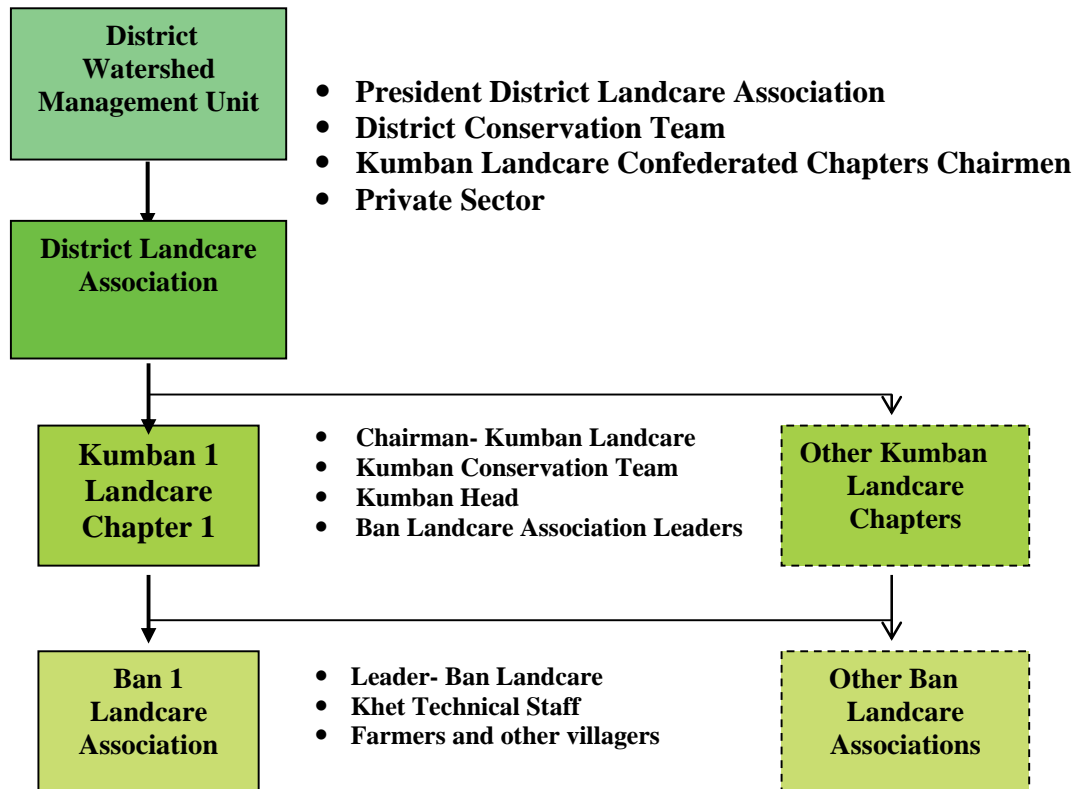 District
Watershed
Management Unit
• President District Landcare Association
• District Conservation Team
• Kumban Landcare Confederated Chapters Chairmen
• Private Sector
District Landcare
Association
Kumban 1
Landcare
Chapter 1
• Chairman- Kumban Landcare
• Kumban Conservation Team
• Kumban Head
• Ban Landcare Association Leaders
Other Kumban
Landcare
Chapters
Ban 1
Landcare
Association
• Leader- Ban Landcare
• Khet Technical Staff
• Farmers and other villagers
Other Ban
Landcare
Associations